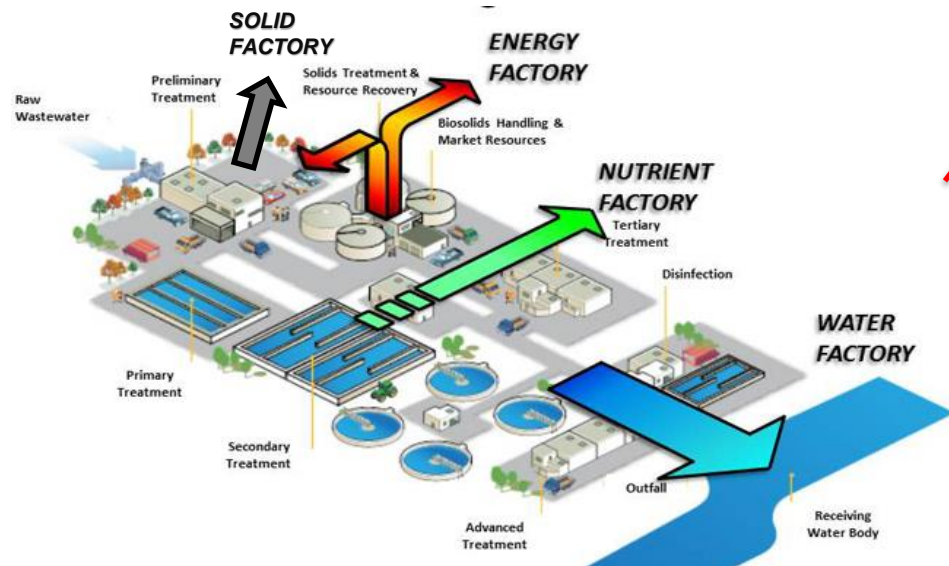 SOLID
FACTORY
ENERGY
FACTORY
Preliminary
Treatment
Solids Treatment &
Resource Recovery
Raw
Wastewater
Biosolids Handling &
Market Resources
NUTRIENT
FACTORY
Tertiary
Treatment
Disinfection
WATER
FACTORY
Primary
Treatment
Secondary
Treatment
Outfall
Advanced
Treatment
Receiving
Water Body